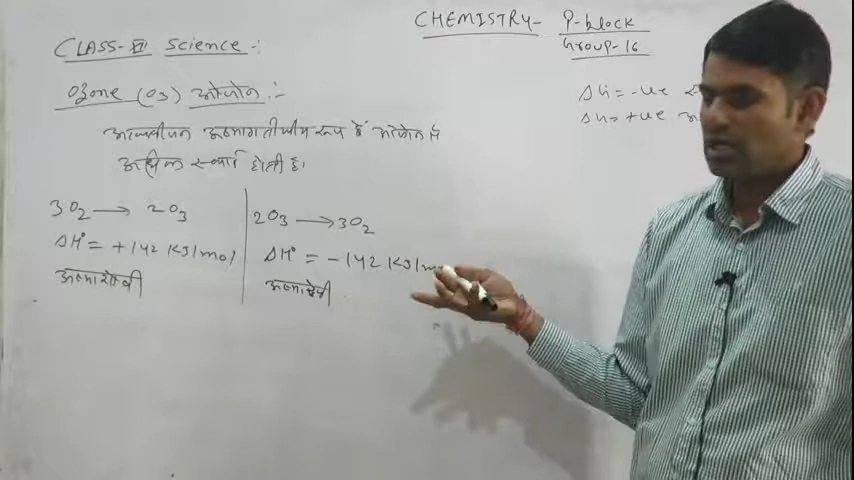 CHEMISTRY- P-block
Group-16
CLASS-XII Science :-
Ozone (O3) ओजोन :-
ΔH = -ve
ΔH = +ve
ऑक्सीजन ऊष्मागतिकीय रूप में ओजोन से
अधिक स्थायी होती है।
3O2 → 2O3
ΔH° = +142 KJ/mol
ऊष्माशोषी
2O3 → 3O2
ΔH° = -142 KJ/m
ऊष्माक्षेपी